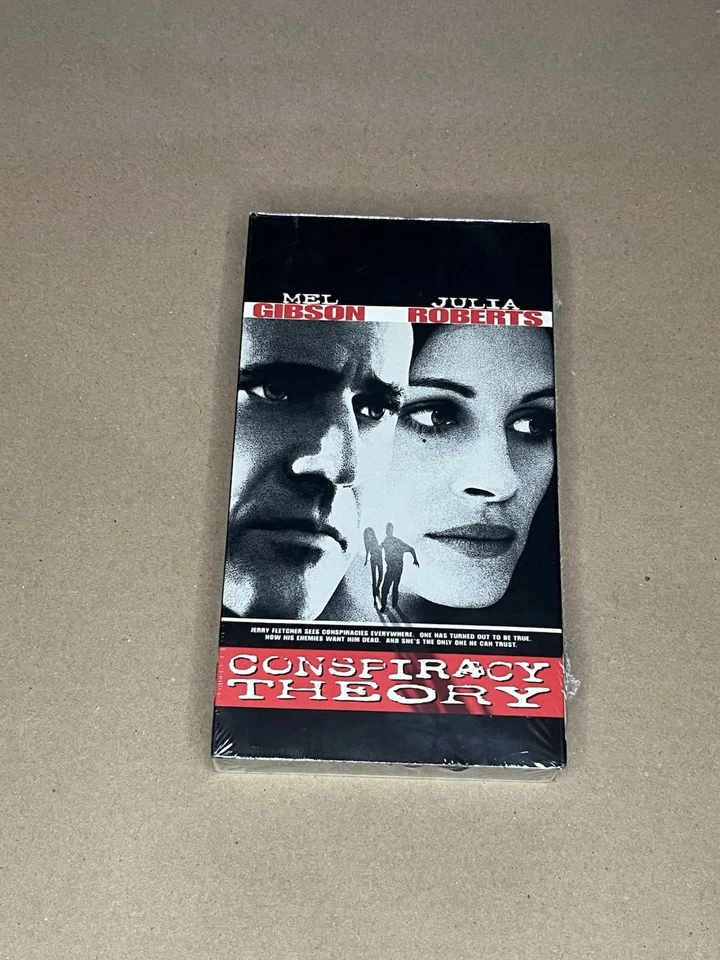 MEL JULIA
GIBSON ROBERTS
JERRY FLETCHER SEES CONSPIRACIES EVERYWHERE. ONE HAS TURNED OUT TO BE TRUE.
NOW HIS ENEMIES WANT HIM DEAD. AND SHE'S THE ONLY ONE HE CAN TRUST.
CONSPIRACY
THEORY